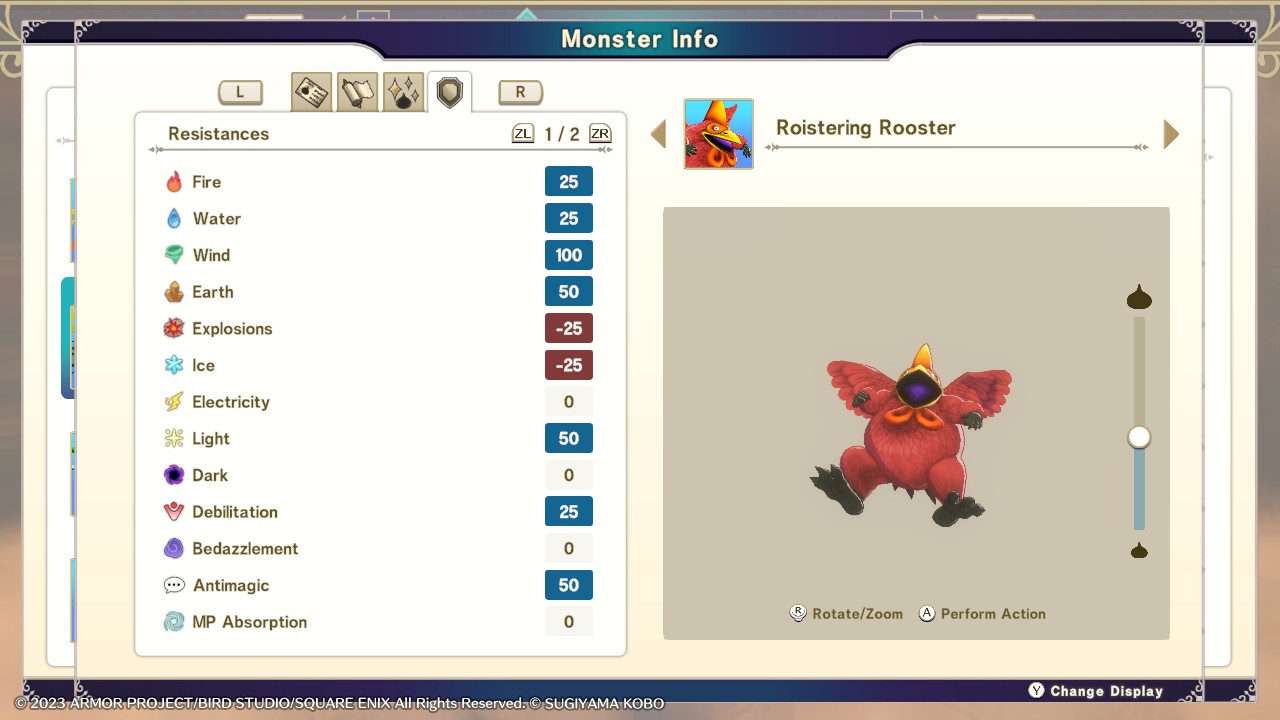 Monster Info
L
R
Resistances
ZL 1 / 2 ZR
Fire 25
Water 25
Wind 100
Earth 50
Explosions -25
Ice -25
Electricity 0
Light 50
Dark 0
Debilitation 25
Bedazzlement 0
Antimagic 50
MP Absorption 0
Roistering Rooster
R Rotate/Zoom A Perform Action
Y Change Display
© 2023 ARMOR PROJECT/BIRD STUDIO/SQUARE ENIX All Rights Reserved. © SUGIYAMA KOBO